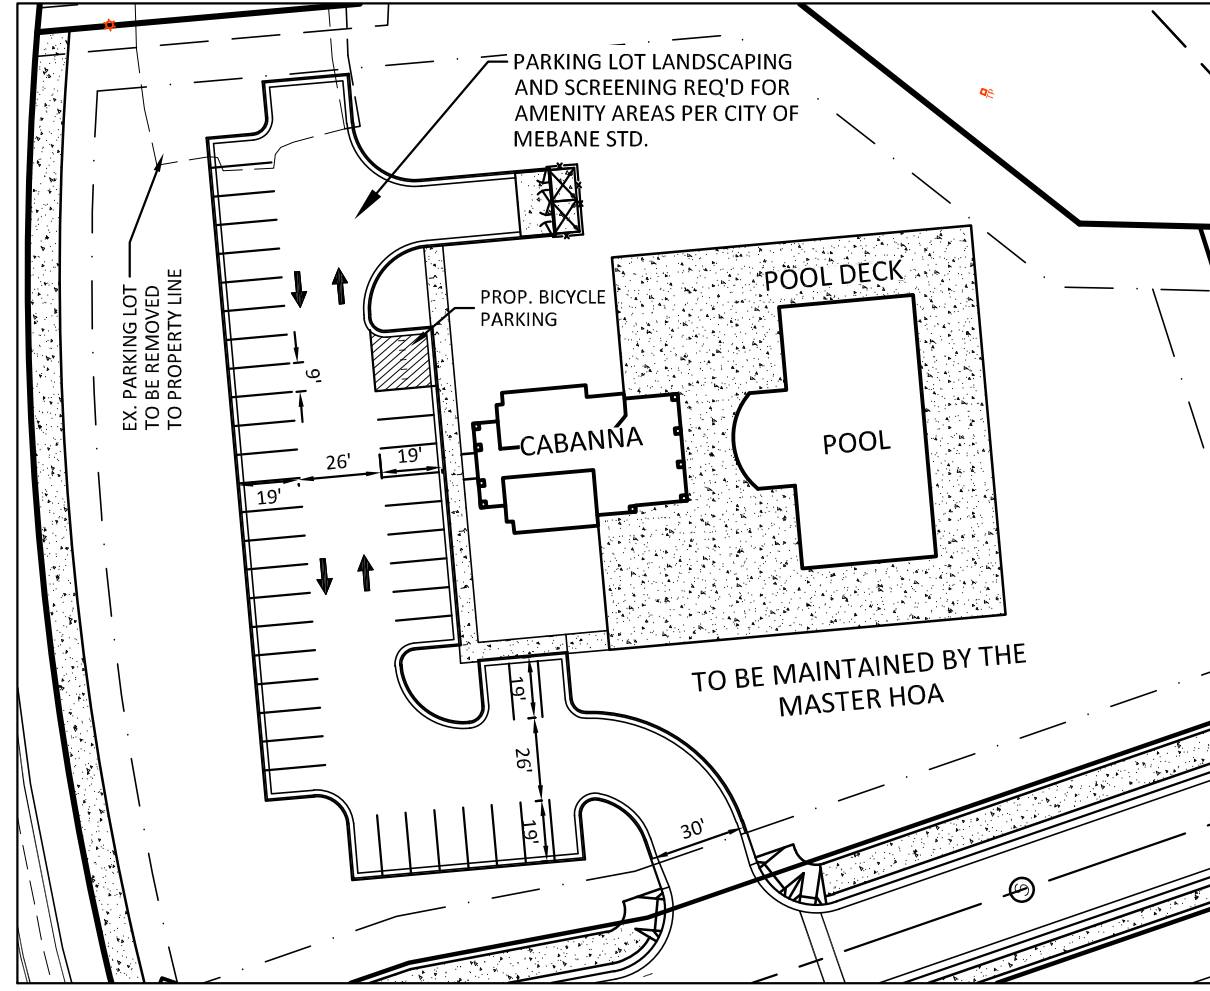 PARKING LOT LANDSCAPING
AND SCREENING REQ'D FOR
AMENITY AREAS PER CITY OF
MEBANE STD.
EX. PARKING LOT
TO BE REMOVED
TO PROPERTY LINE
PROP. BICYCLE
PARKING
POOL DECK
9'
CABANNA
POOL
26'
19'
19'
TO BE MAINTAINED BY THE
MASTER HOA
19'
26'
19'
30'
S